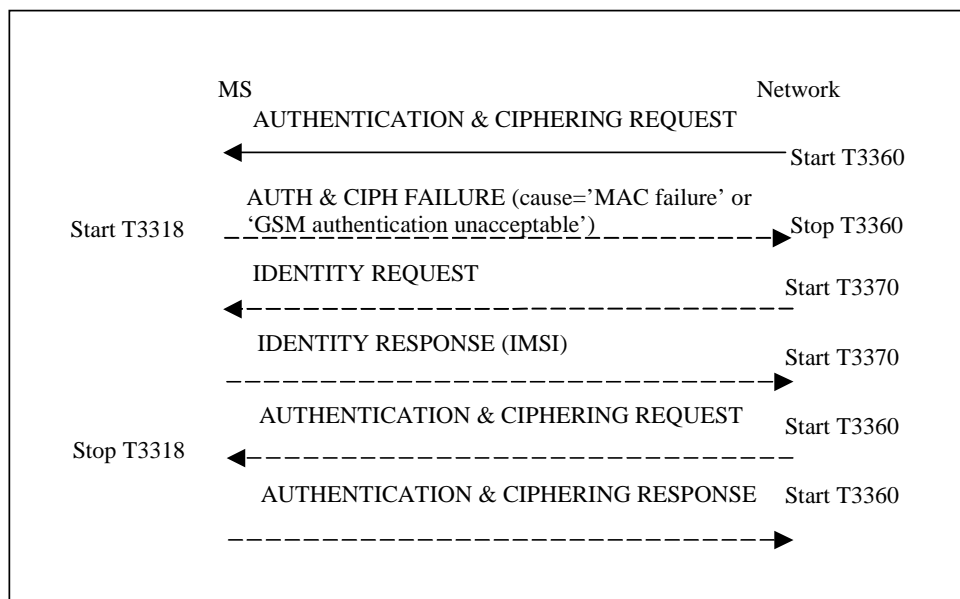 MS Network
AUTHENTICATION & CIPHERING REQUEST
Start T3360
AUTH & CIPH FAILURE (cause=’MAC failure’ or
‘GSM authentication unacceptable’)
Start T3318
Stop T3360
IDENTITY REQUEST
Start T3370
IDENTITY RESPONSE (IMSI)
Start T3370
AUTHENTICATION & CIPHERING REQUEST
Start T3360
Stop T3318
AUTHENTICATION & CIPHERING RESPONSE
Start T3360